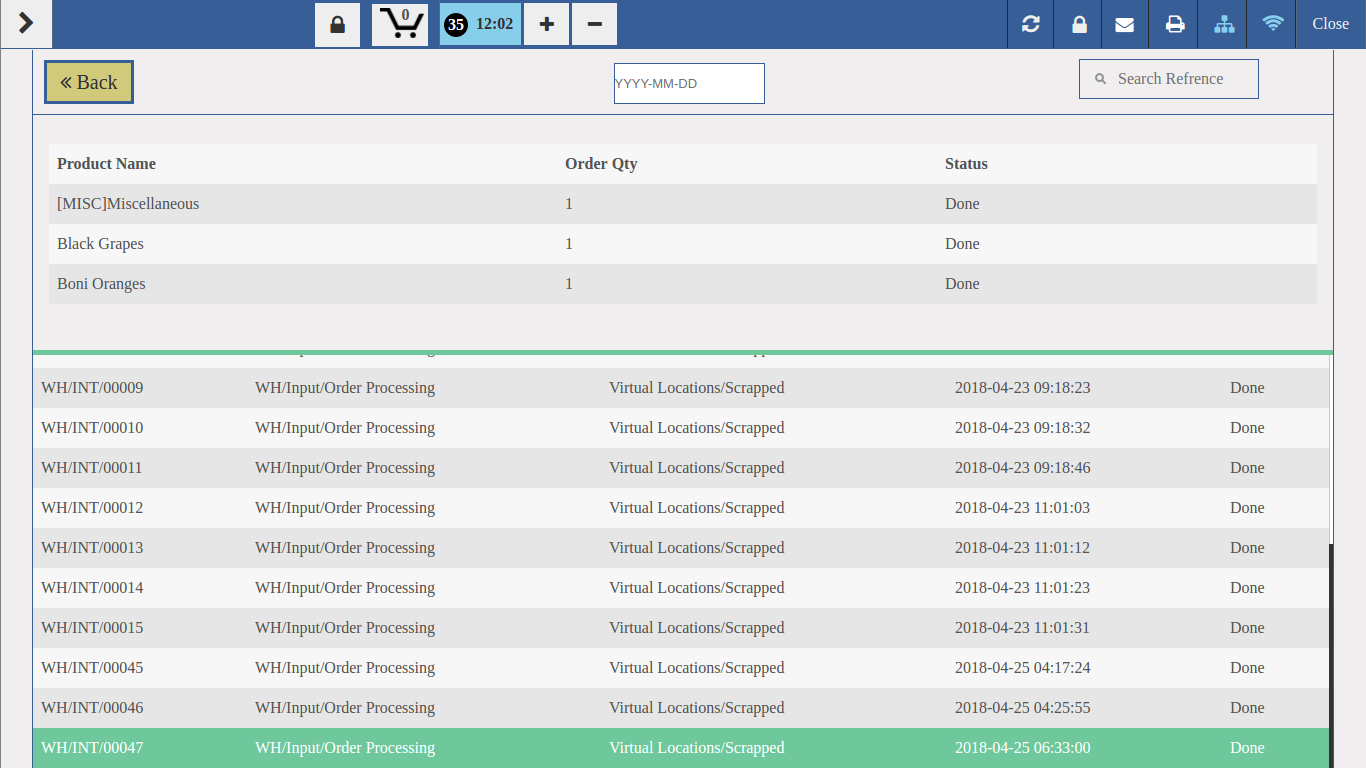 0
35 12:02
Close
Back
YYYY-MM-DD
Search Refrence
Product Name Order Qty Status
[MISC]Miscellaneous 1 Done
Black Grapes 1 Done
Boni Oranges 1 Done
WH/INT/00009 WH/Input/Order Processing Virtual Locations/Scrapped 2018-04-23 09:18:23 Done
WH/INT/00010 WH/Input/Order Processing Virtual Locations/Scrapped 2018-04-23 09:18:32 Done
WH/INT/00011 WH/Input/Order Processing Virtual Locations/Scrapped 2018-04-23 09:18:46 Done
WH/INT/00012 WH/Input/Order Processing Virtual Locations/Scrapped 2018-04-23 11:01:03 Done
WH/INT/00013 WH/Input/Order Processing Virtual Locations/Scrapped 2018-04-23 11:01:12 Done
WH/INT/00014 WH/Input/Order Processing Virtual Locations/Scrapped 2018-04-23 11:01:23 Done
WH/INT/00015 WH/Input/Order Processing Virtual Locations/Scrapped 2018-04-23 11:01:31 Done
WH/INT/00045 WH/Input/Order Processing Virtual Locations/Scrapped 2018-04-25 04:17:24 Done
WH/INT/00046 WH/Input/Order Processing Virtual Locations/Scrapped 2018-04-25 04:25:55 Done
WH/INT/00047 WH/Input/Order Processing Virtual Locations/Scrapped 2018-04-25 06:33:00 Done